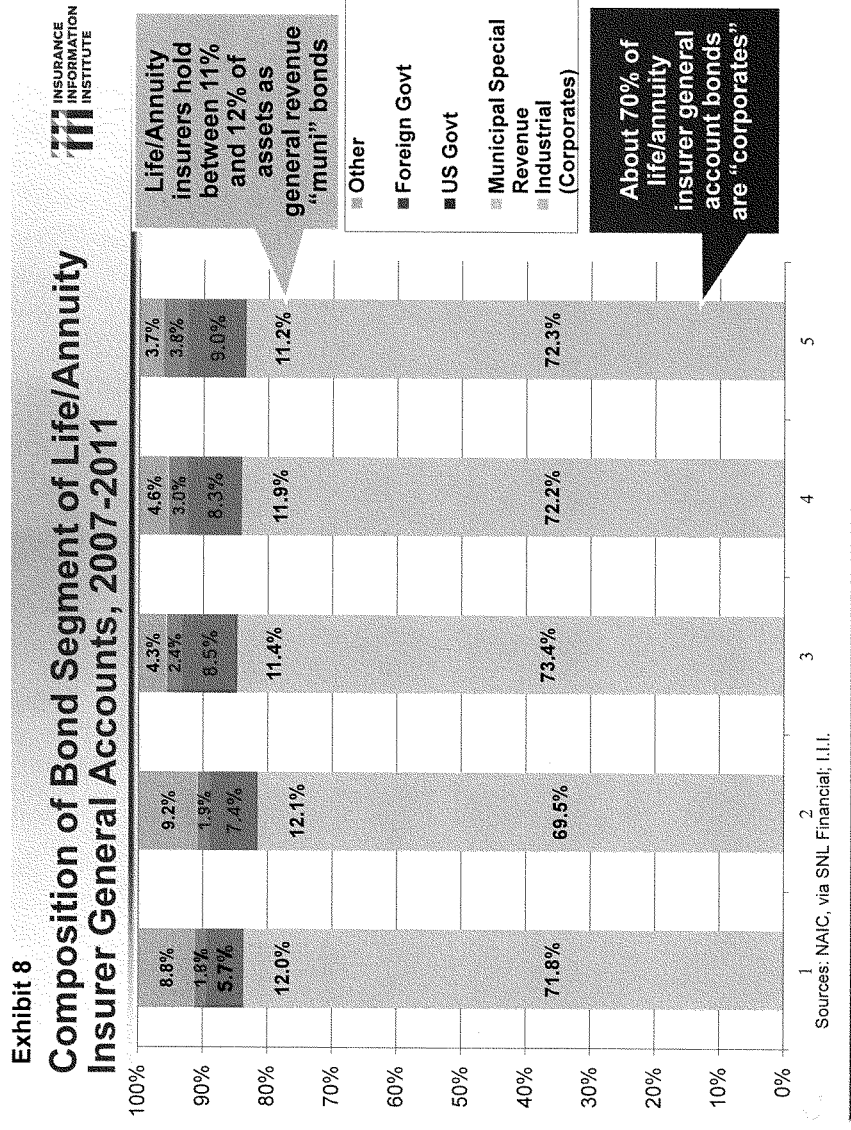 Exhibit 8
Composition of Bond Segment of Life/Annuity
Insurer General Accounts, 2007-2011
INSURANCE
INFORMATION
INSTITUTE
Life/Annuity
insurers hold
between 11%
and 12% of
assets as
general revenue
“muni” bonds
Other
Foreign Govt
US Govt
Municipal Special
Revenue
Industrial
(Corporates)
About 70% of
life/annuity
insurer general
account bonds
are “corporates”
100%
90%
80%
70%
60%
50%
40%
30%
20%
10%
0%
8.8%
1.8%
5.7%
12.0%
71.8%
9.2%
1.9%
7.4%
12.1%
69.5%
4.3%
2.4%
8.5%
11.4%
73.4%
4.6%
3.0%
8.3%
11.9%
72.2%
3.7%
3.8%
9.0%
11.2%
72.3%
1 2 3 4 5
Sources: NAIC, via SNL Financial; I.I.I.